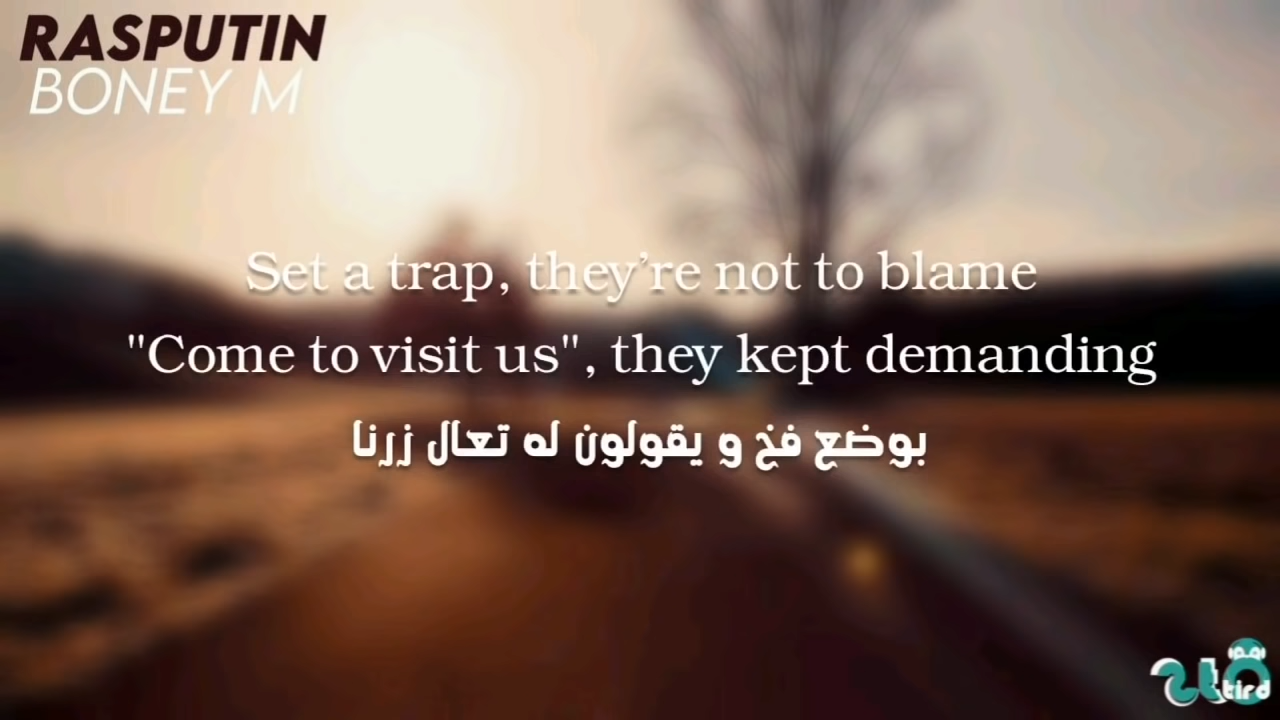 RASPUTIN
BONEY M
Set a trap, they're not to blame
"Come to visit us", they kept demanding
بوضع فخ و يقولون له تعال زرنا
tird